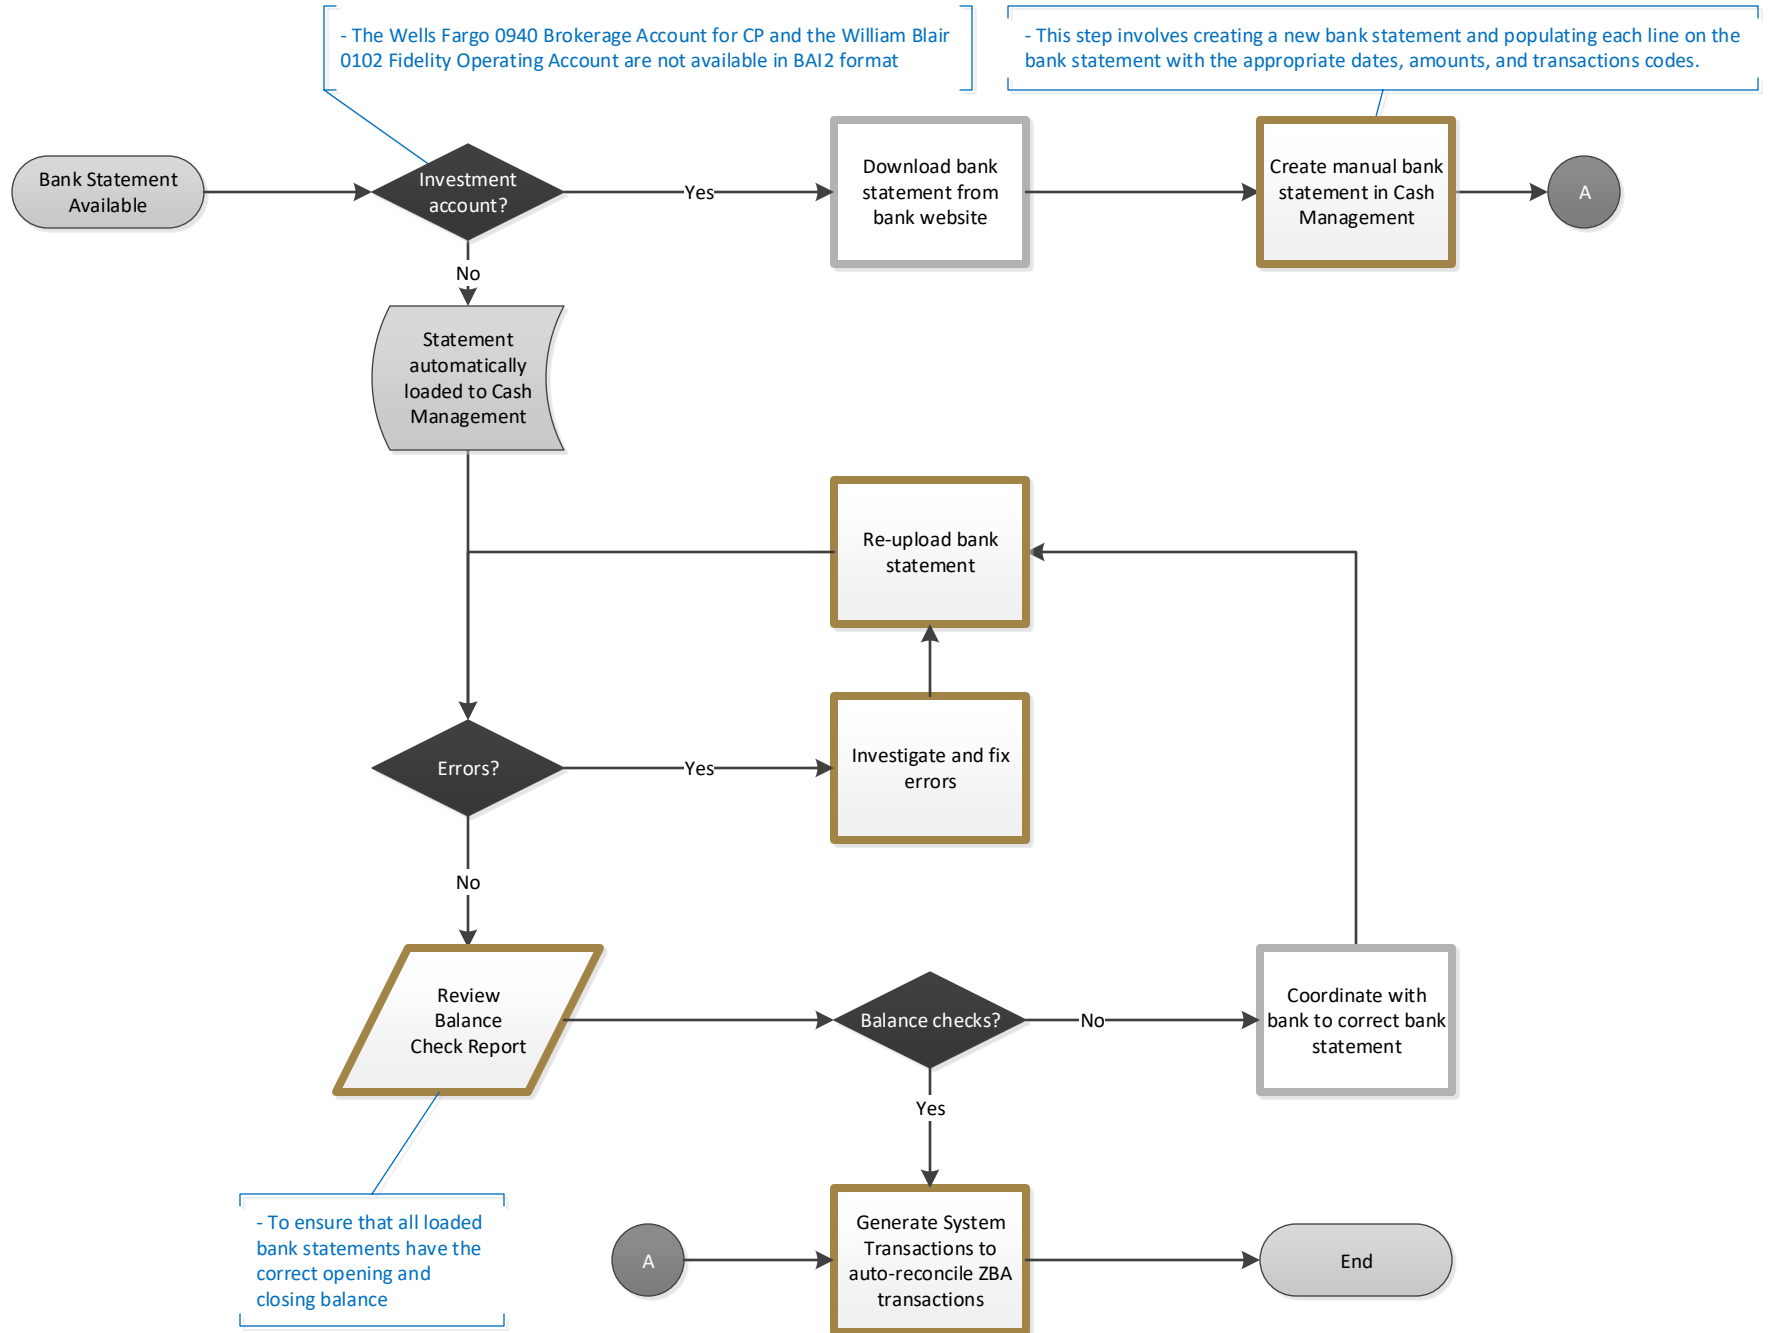 - The Wells Fargo 0940 Brokerage Account for CP and the William Blair
0102 Fidelity Operating Account are not available in BAI2 format
- This step involves creating a new bank statement and populating each line on the
bank statement with the appropriate dates, amounts, and transactions codes.
Bank Statement
Available
Investment
account?
Yes
Download bank
statement from
bank website
Create manual bank
statement in Cash
Management
A
No
Statement
automatically
loaded to Cash
Management
Re-upload bank
statement
Errors?
Yes
Investigate and fix
errors
No
Review
Balance
Check Report
Balance checks?
No
Coordinate with
bank to correct bank
statement
Yes
- To ensure that all loaded
bank statements have the
correct opening and
closing balance
A
Generate System
Transactions to
auto-reconcile ZBA
transactions
End